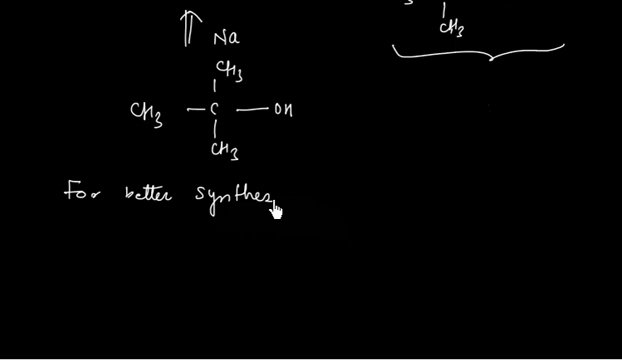 Na
CH3
CH3 - C - OH
CH3
CH3
For better synthes